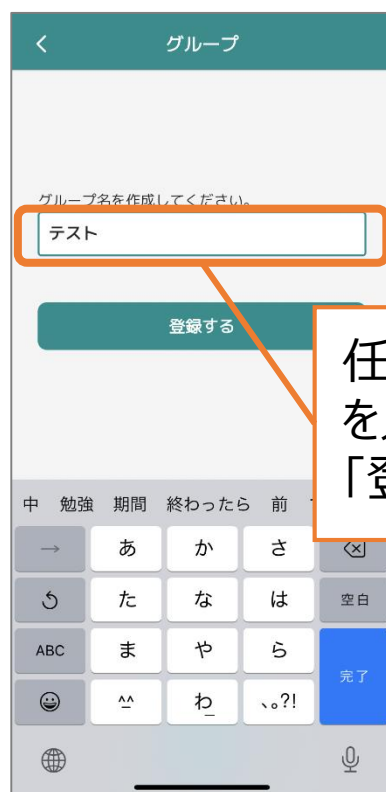 グループ
グループ名を作成してください。
テスト
登録する
任
を
「登
中 勉強 期間 終わったら 前
→ あ か さ
た な は 空白
ABC ま や ら
完了
^^ わ 、。?!